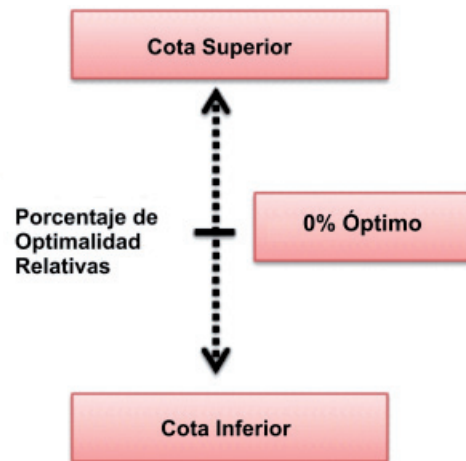 Cota Superior
Porcentaje de
Optimalidad
Relativas
0% Óptimo
Cota Inferior